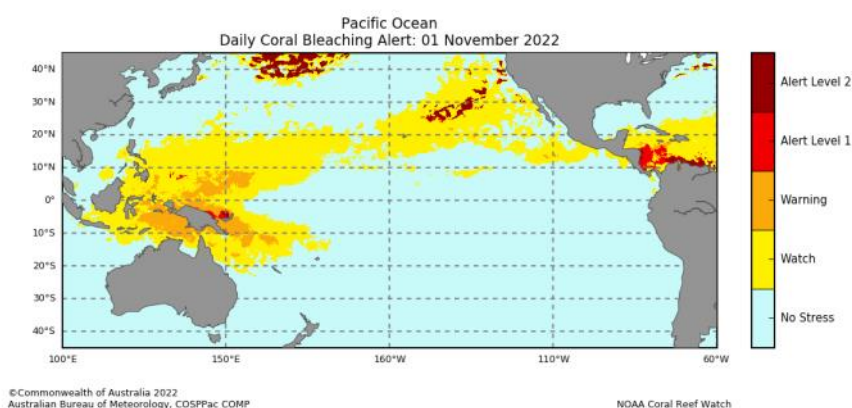 Pacific Ocean
Daily Coral Bleaching Alert: 01 November 2022
40°N
30°N
20°N
10°N
0°
10°S
20°S
30°S
40°S
100°E
150°E
160°W
110°W
60°W
Alert Level 2
Alert Level 1
Warning
Watch
No Stress
©Commonwealth of Australia 2022
Australian Bureau of Meteorology, COSPPac COMP
NOAA Coral Reef Watch